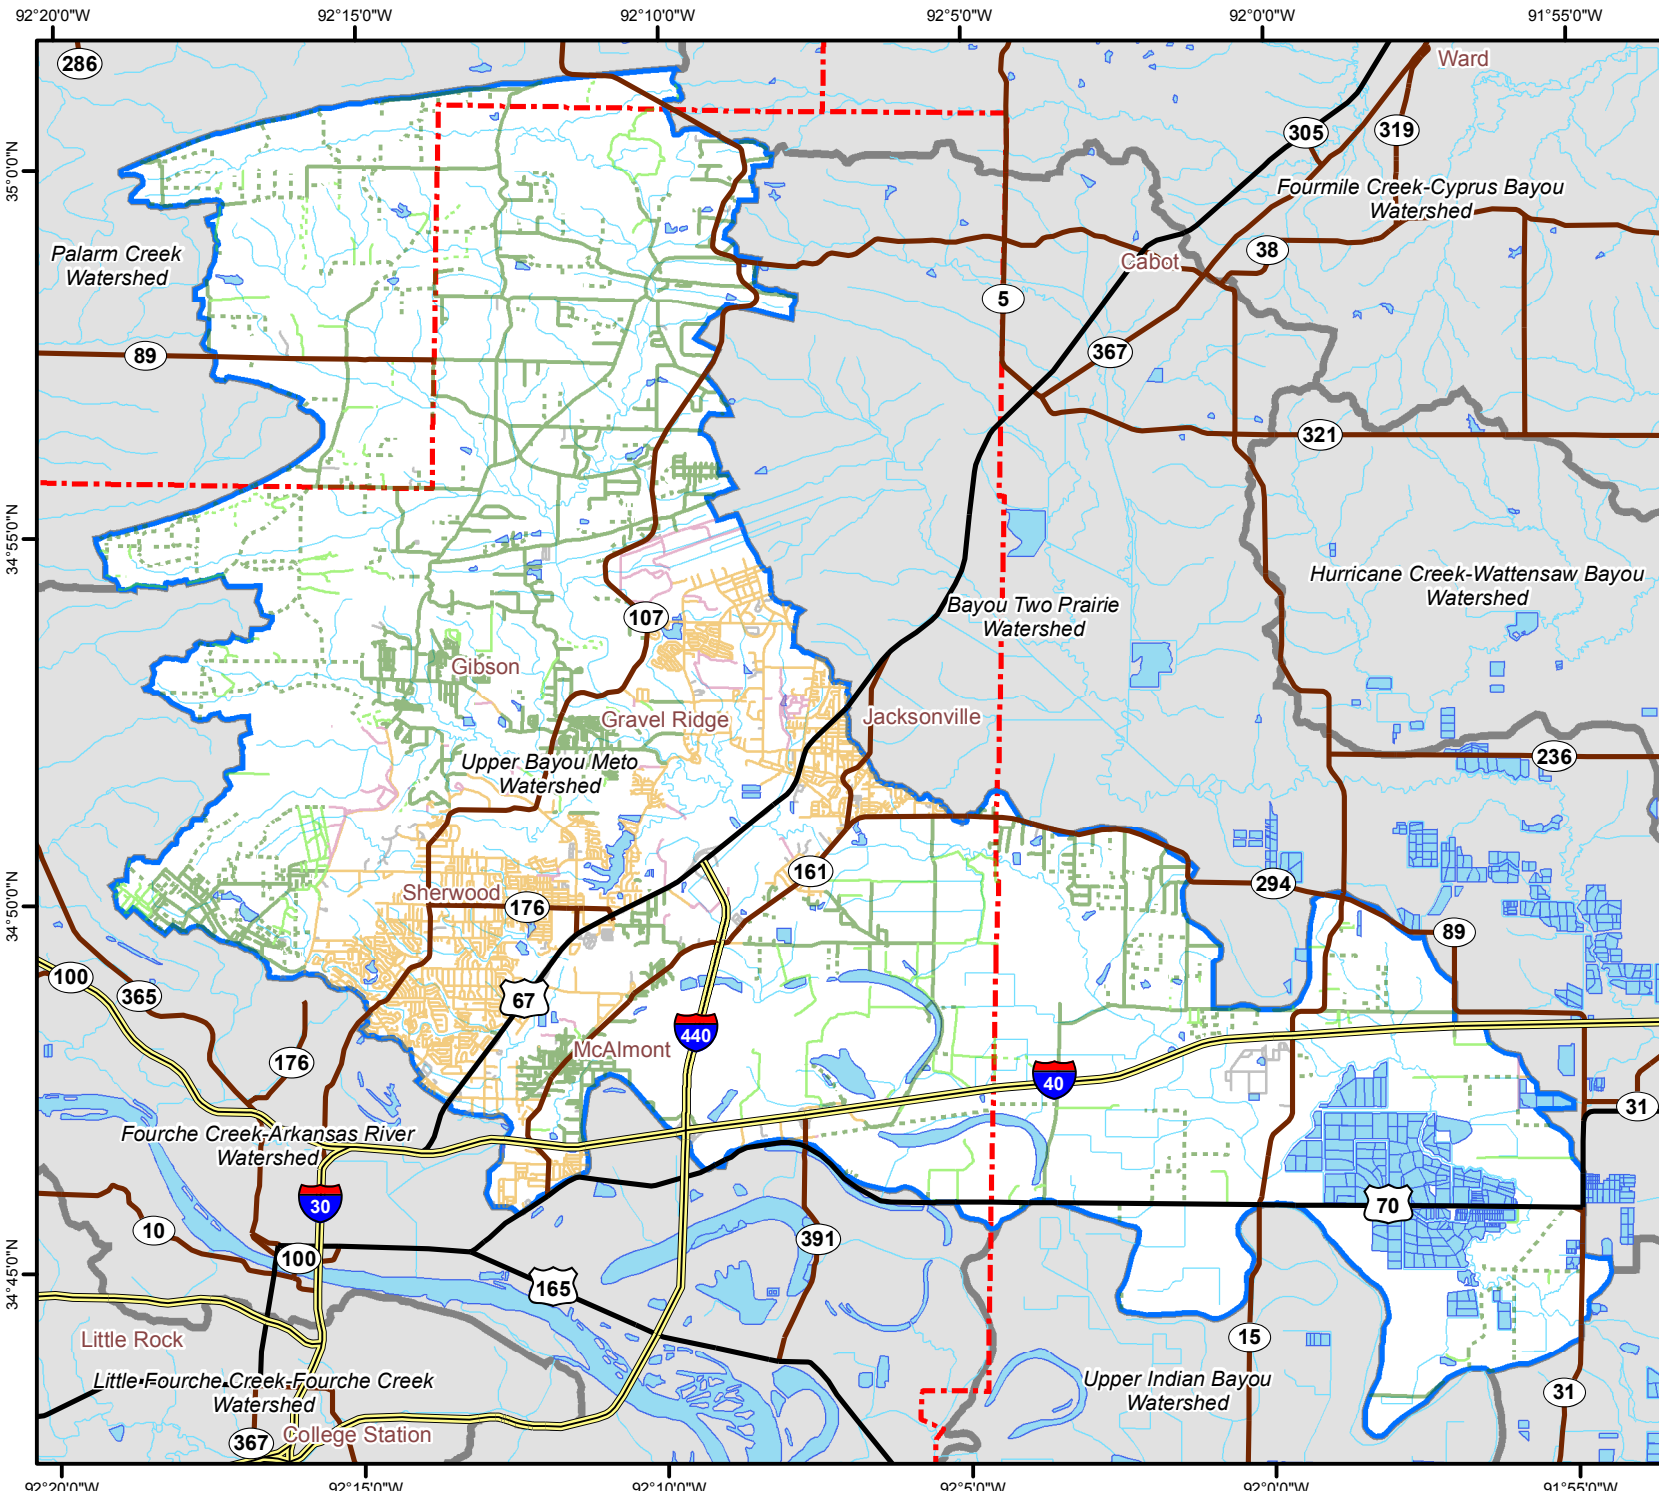 92°20'0"W 92°15'0"W 92°10'0"W 92°5'0"W 92°0'0"W 91°55'0"W
286
Ward
305
319
35°0'0"N
Fourmile Creek-Cyprus Bayou
Watershed
Palarm Creek
Watershed
38
Cabot
5
89
367
321
34°55'0"N
Hurricane Creek-Wattensaw Bayou
Watershed
Bayou Two Prairie
Watershed
107
Gibson
Gravel Ridge
Jacksonville
Upper Bayou Meto
Watershed
236
161
294
Sherwood
176
34°50'0"N
89
100
365
67
440
McAlmont
176
40
31
Fourche Creek-Arkansas River
Watershed
30
70
10
391
100
34°45'0"N
165
Little Rock
15
Little Fourche Creek-Fourche Creek
Watershed
Upper Indian Bayou
Watershed
31
College Station
367
92°20'0"W 92°15'0"W 92°10'0"W 92°5'0"W 92°0'0"W 91°55'0"W